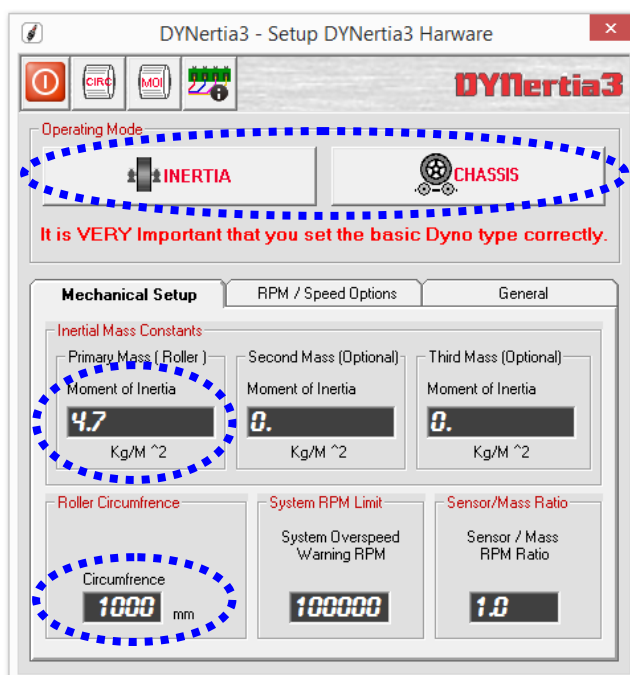 DYNertia3 - Setup DYNertia3 Harware
CIRC MOI DYNertia3
Operating Mode
INERTIA CHASSIS
It is VERY Important that you set the basic Dyno type correctly.
Mechanical Setup RPM / Speed Options General
Inertial Mass Constants
Primary Mass ( Roller ) Second Mass (Optional) Third Mass (Optional)
Moment of Inertia Moment of Inertia Moment of Inertia
4.7 0. 0.
Kg/M ^2 Kg/M ^2 Kg/M ^2
Roller Circumfrence System RPM Limit Sensor/Mass Ratio
System Overspeed Sensor / Mass
Warning RPM RPM Ratio
Circumfrence
1000 mm 100000 1.0